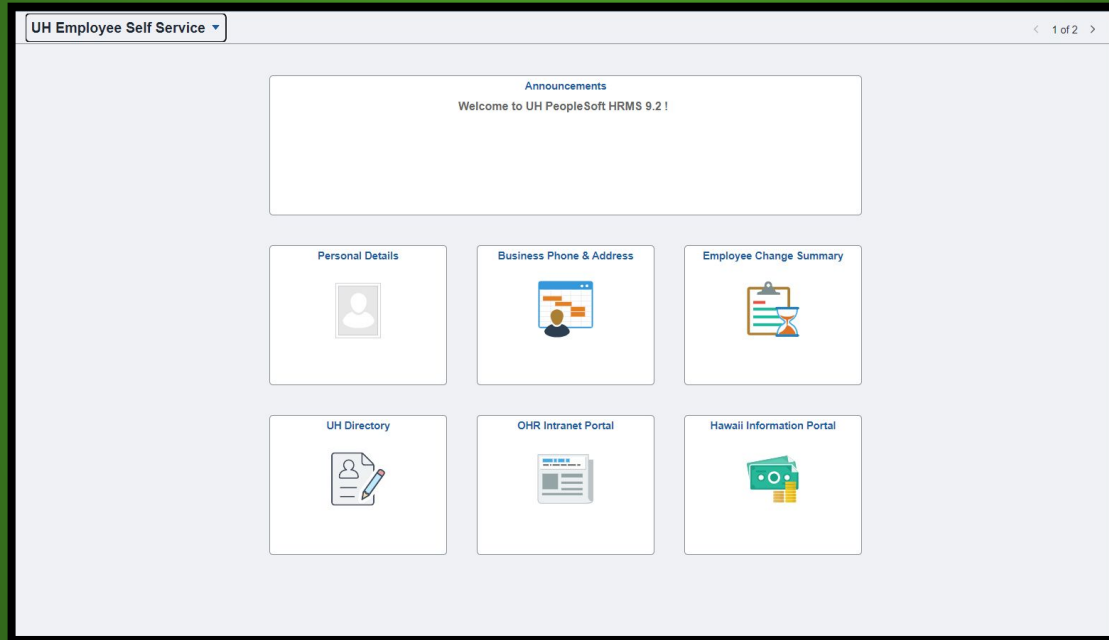 UH Employee Self Service
1 of 2
Announcements
Welcome to UH PeopleSoft HRMS 9.2 !
Personal Details
Business Phone & Address
Employee Change Summary
UH Directory
OHR Intranet Portal
Hawaii Information Portal